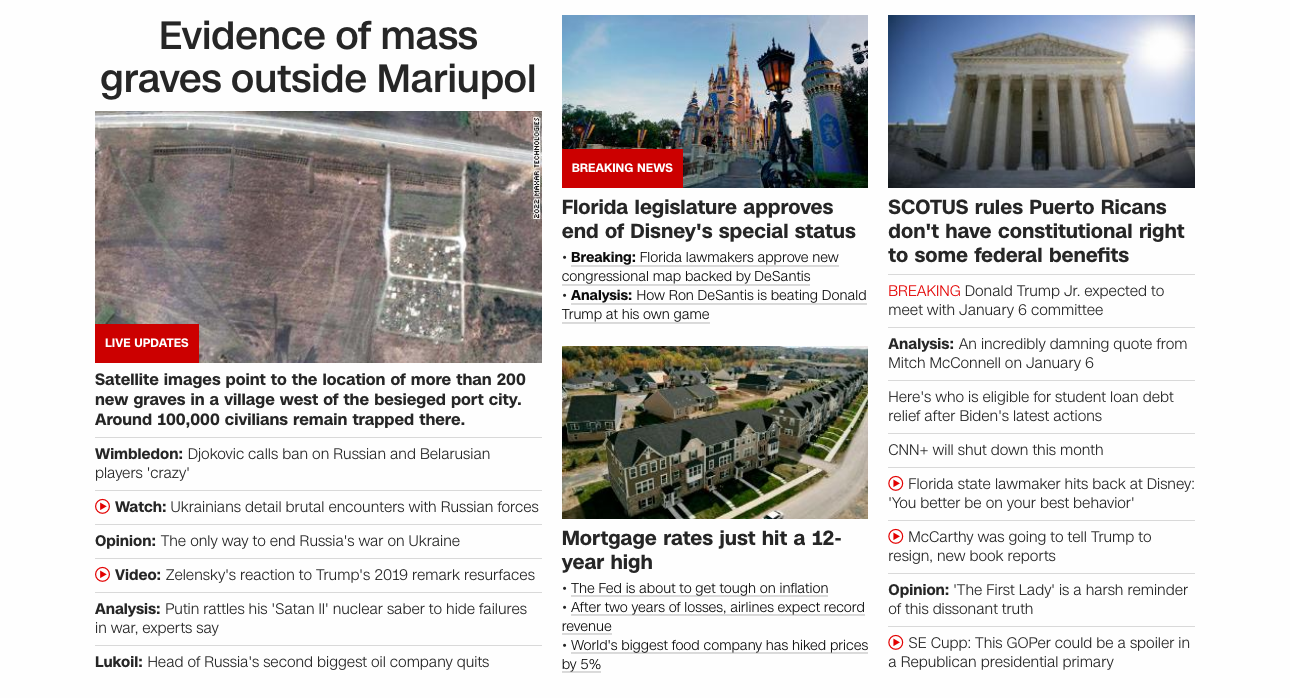 Evidence of mass
graves outside Mariupol
2022 MAXAR TECHNOLOGIES
LIVE UPDATES
Satellite images point to the location of more than 200
new graves in a village west of the besieged port city.
Around 100,000 civilians remain trapped there.
Wimbledon: Djokovic calls ban on Russian and Belarusian
players 'crazy'
Watch: Ukrainians detail brutal encounters with Russian forces
Opinion: The only way to end Russia's war on Ukraine
Video: Zelensky's reaction to Trump's 2019 remark resurfaces
Analysis: Putin rattles his 'Satan II' nuclear saber to hide failures
in war, experts say
Lukoil: Head of Russia's second biggest oil company quits
BREAKING NEWS
Florida legislature approves
end of Disney's special status
• Breaking: Florida lawmakers approve new
congressional map backed by DeSantis
• Analysis: How Ron DeSantis is beating Donald
Trump at his own game
Mortgage rates just hit a 12-
year high
• The Fed is about to get tough on inflation
• After two years of losses, airlines expect record
revenue
• World's biggest food company has hiked prices
by 5%
SCOTUS rules Puerto Ricans
don't have constitutional right
to some federal benefits
BREAKING Donald Trump Jr. expected to
meet with January 6 committee
Analysis: An incredibly damning quote from
Mitch McConnell on January 6
Here's who is eligible for student loan debt
relief after Biden's latest actions
CNN+ will shut down this month
Florida state lawmaker hits back at Disney:
'You better be on your best behavior'
McCarthy was going to tell Trump to
resign, new book reports
Opinion: 'The First Lady' is a harsh reminder
of this dissonant truth
SE Cupp: This GOPer could be a spoiler in
a Republican presidential primary